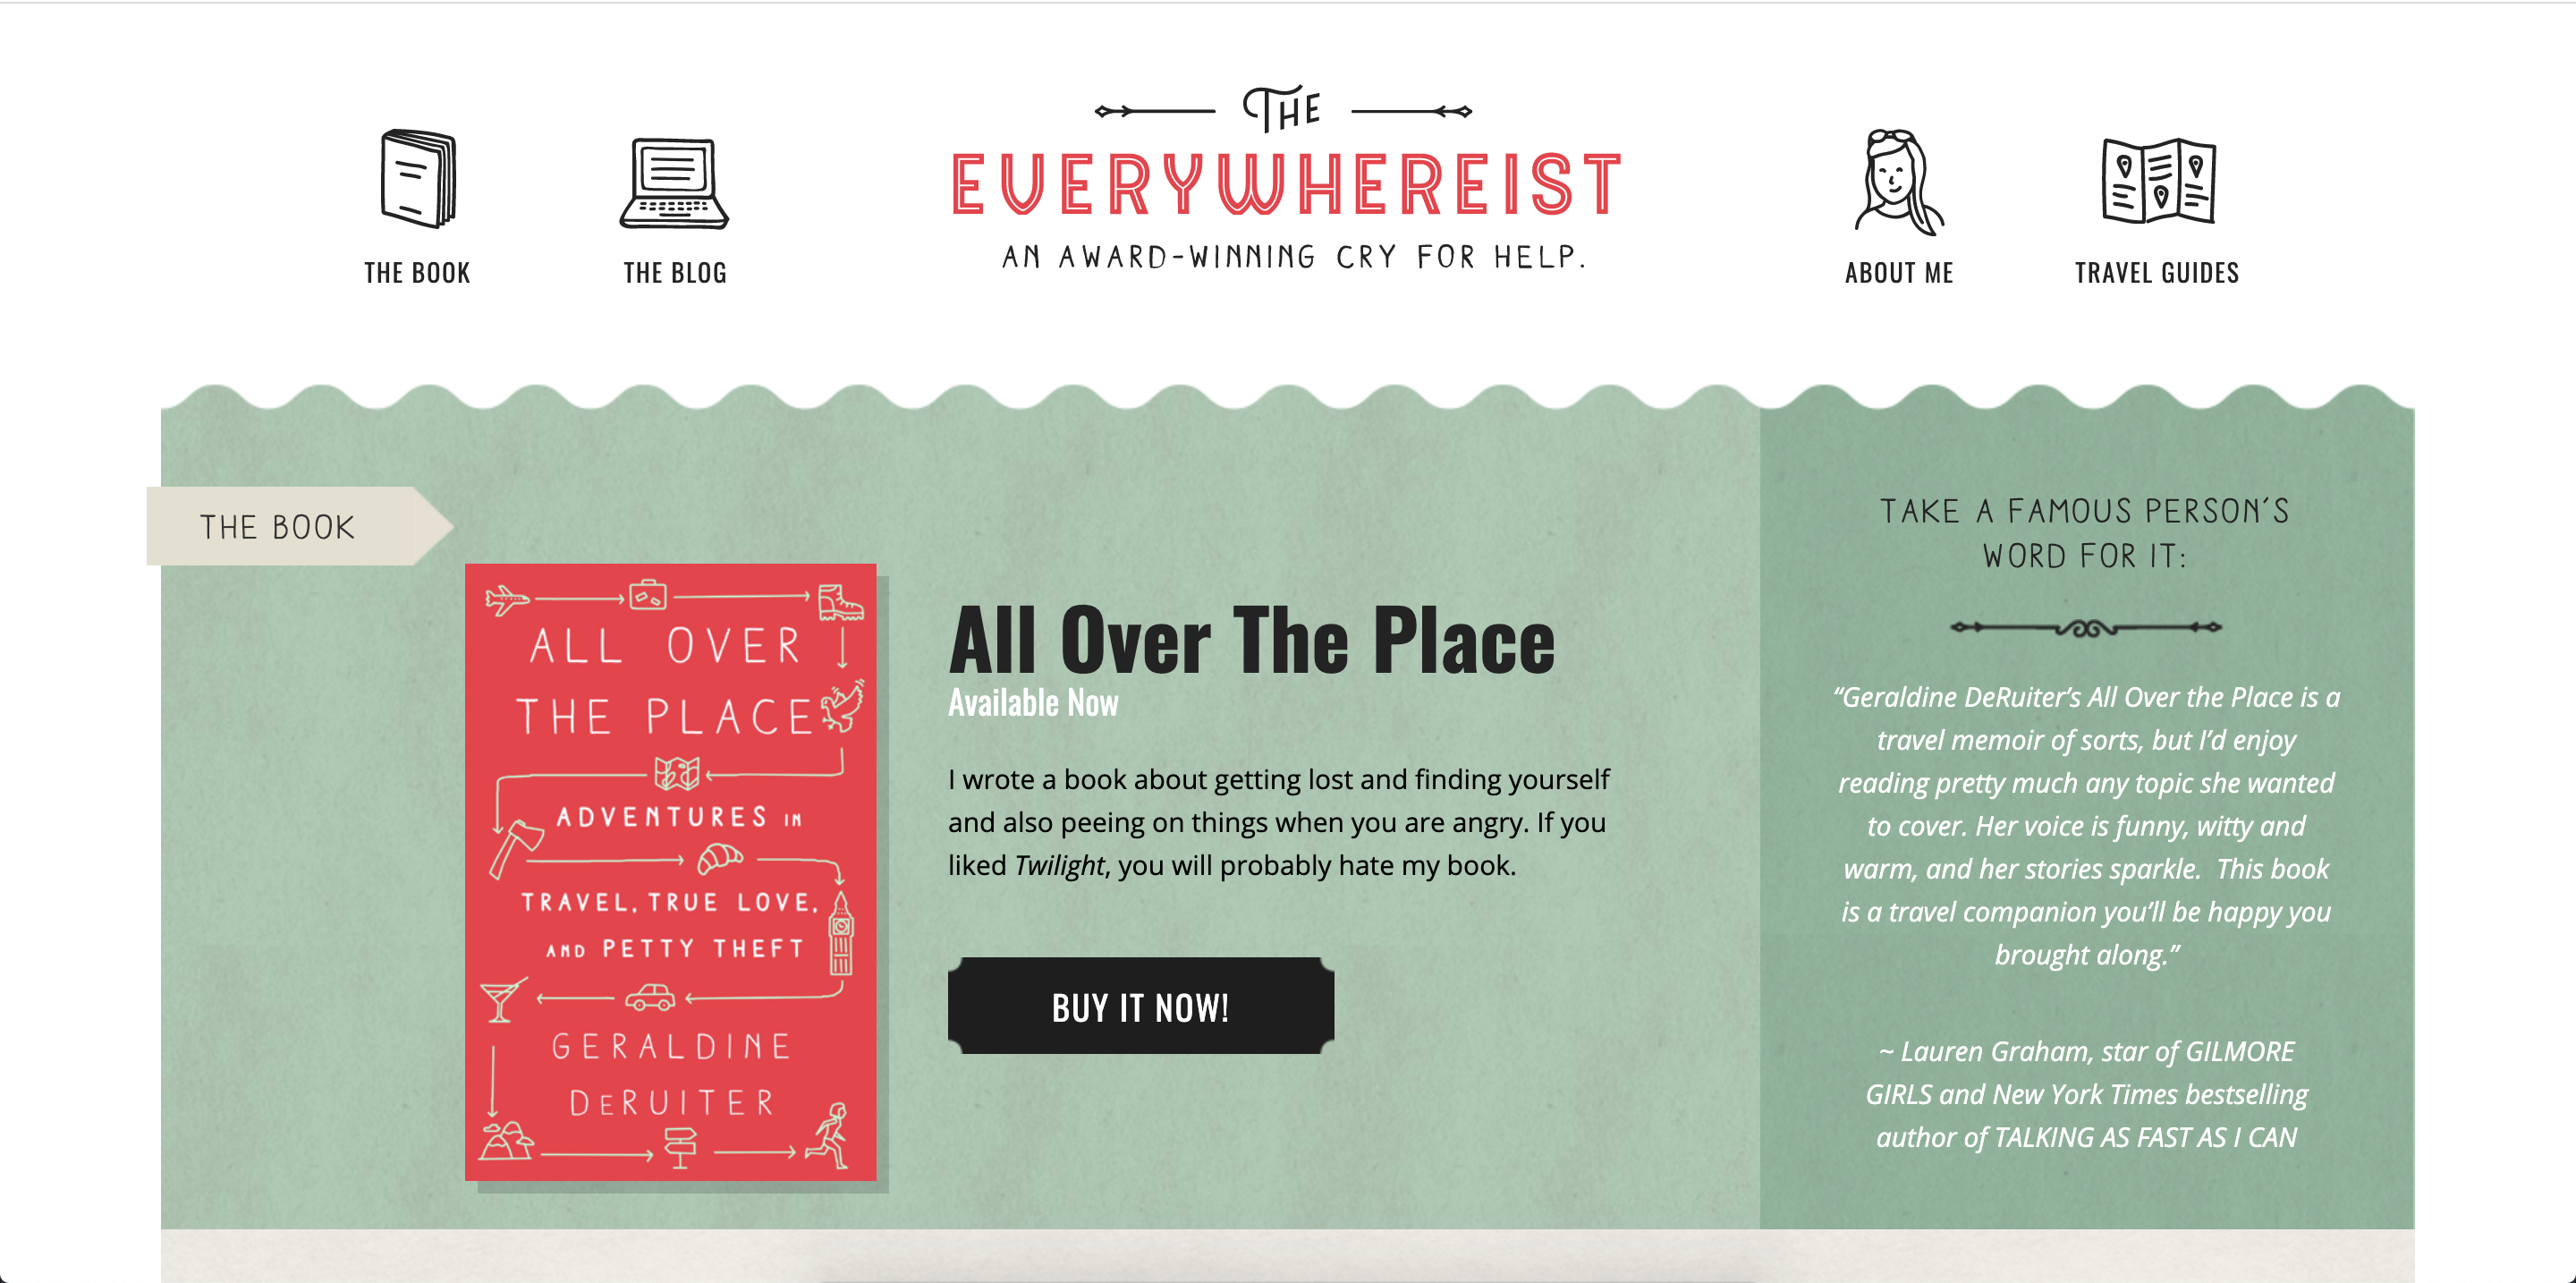 THE
EVERYWHEREIST
AN AWARD-WINNING CRY FOR HELP.
THE BOOK
THE BLOG
ABOUT ME
TRAVEL GUIDES
THE BOOK
ALL OVER
THE PLACE
ADVENTURES IN
TRAVEL, TRUE LOVE,
AND PETTY THEFT
GERALDINE
DERUITER
All Over The Place
Available Now
I wrote a book about getting lost and finding yourself
and also peeing on things when you are angry. If you
liked Twilight, you will probably hate my book.
BUY IT NOW!
TAKE A FAMOUS PERSON'S
WORD FOR IT:
“Geraldine DeRuiter’s All Over the Place is a
travel memoir of sorts, but I’d enjoy
reading pretty much any topic she wanted
to cover. Her voice is funny, witty and
warm, and her stories sparkle.  This book
is a travel companion you’ll be happy you
brought along.”
~ Lauren Graham, star of GILMORE
GIRLS and New York Times bestselling
author of TALKING AS FAST AS I CAN